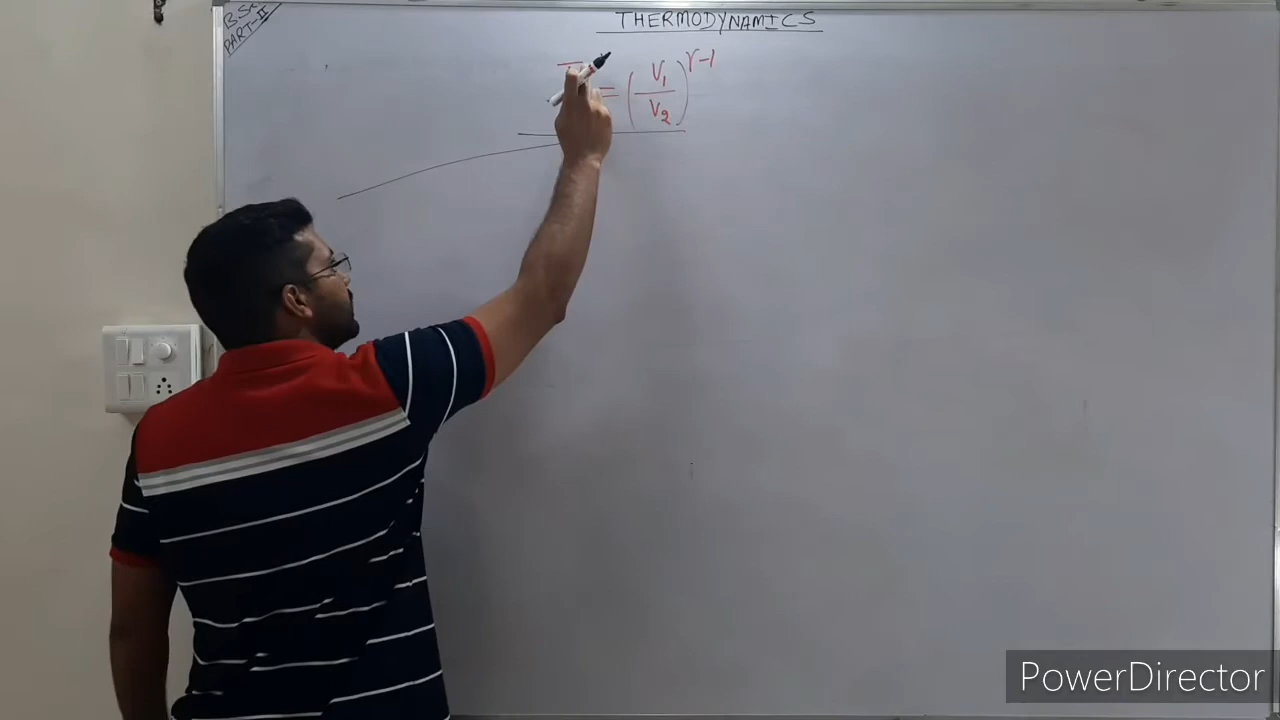 B.Sc
PART-II
THERMODYNAMICS
= (V₁/V₂)^γ-1
PowerDirector